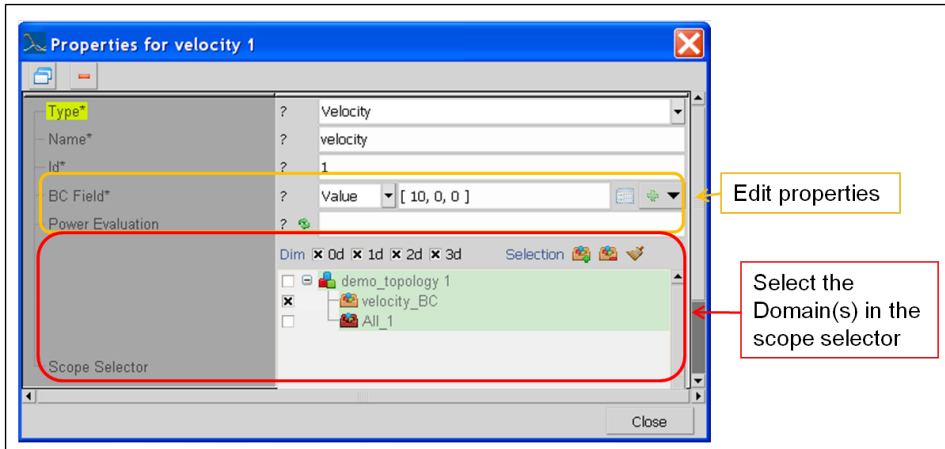 Properties for velocity 1
Type* ? Velocity
Name* ? velocity
Id* ? 1
BC Field* ? Value [ 10, 0, 0 ]
Edit properties
Power Evaluation ?
Dim 0d 1d 2d 3d Selection
demo_topology 1
velocity_BC
All_1
Select the
Domain(s) in the
scope selector
Scope Selector
Close